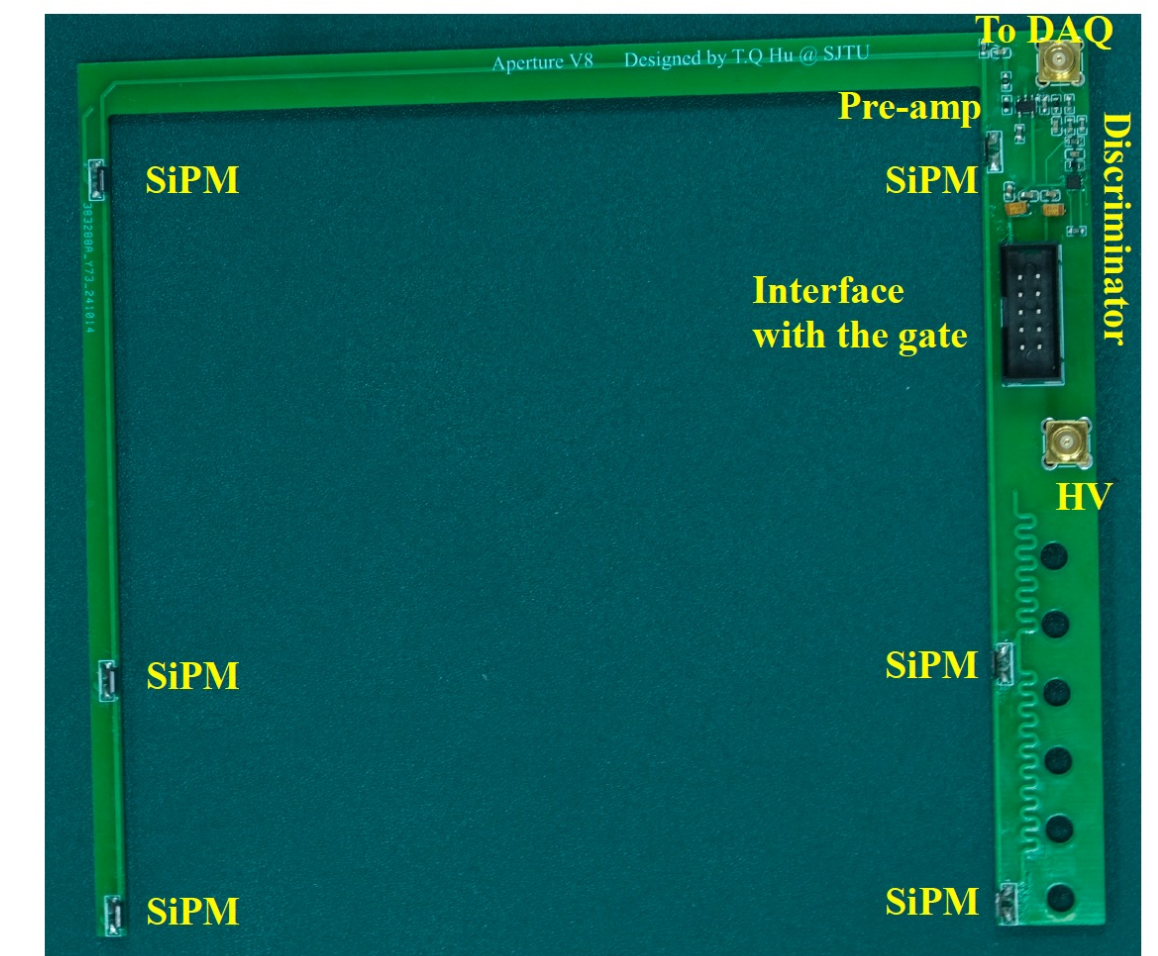 To DAQ
Aperture V8 Designed by T.Q Hu @ SJTU
Pre-amp
Discriminator
SiPM
SiPM
383288A_Y73_241014
Interface
with the gate
HV
SiPM
SiPM
SiPM
SiPM